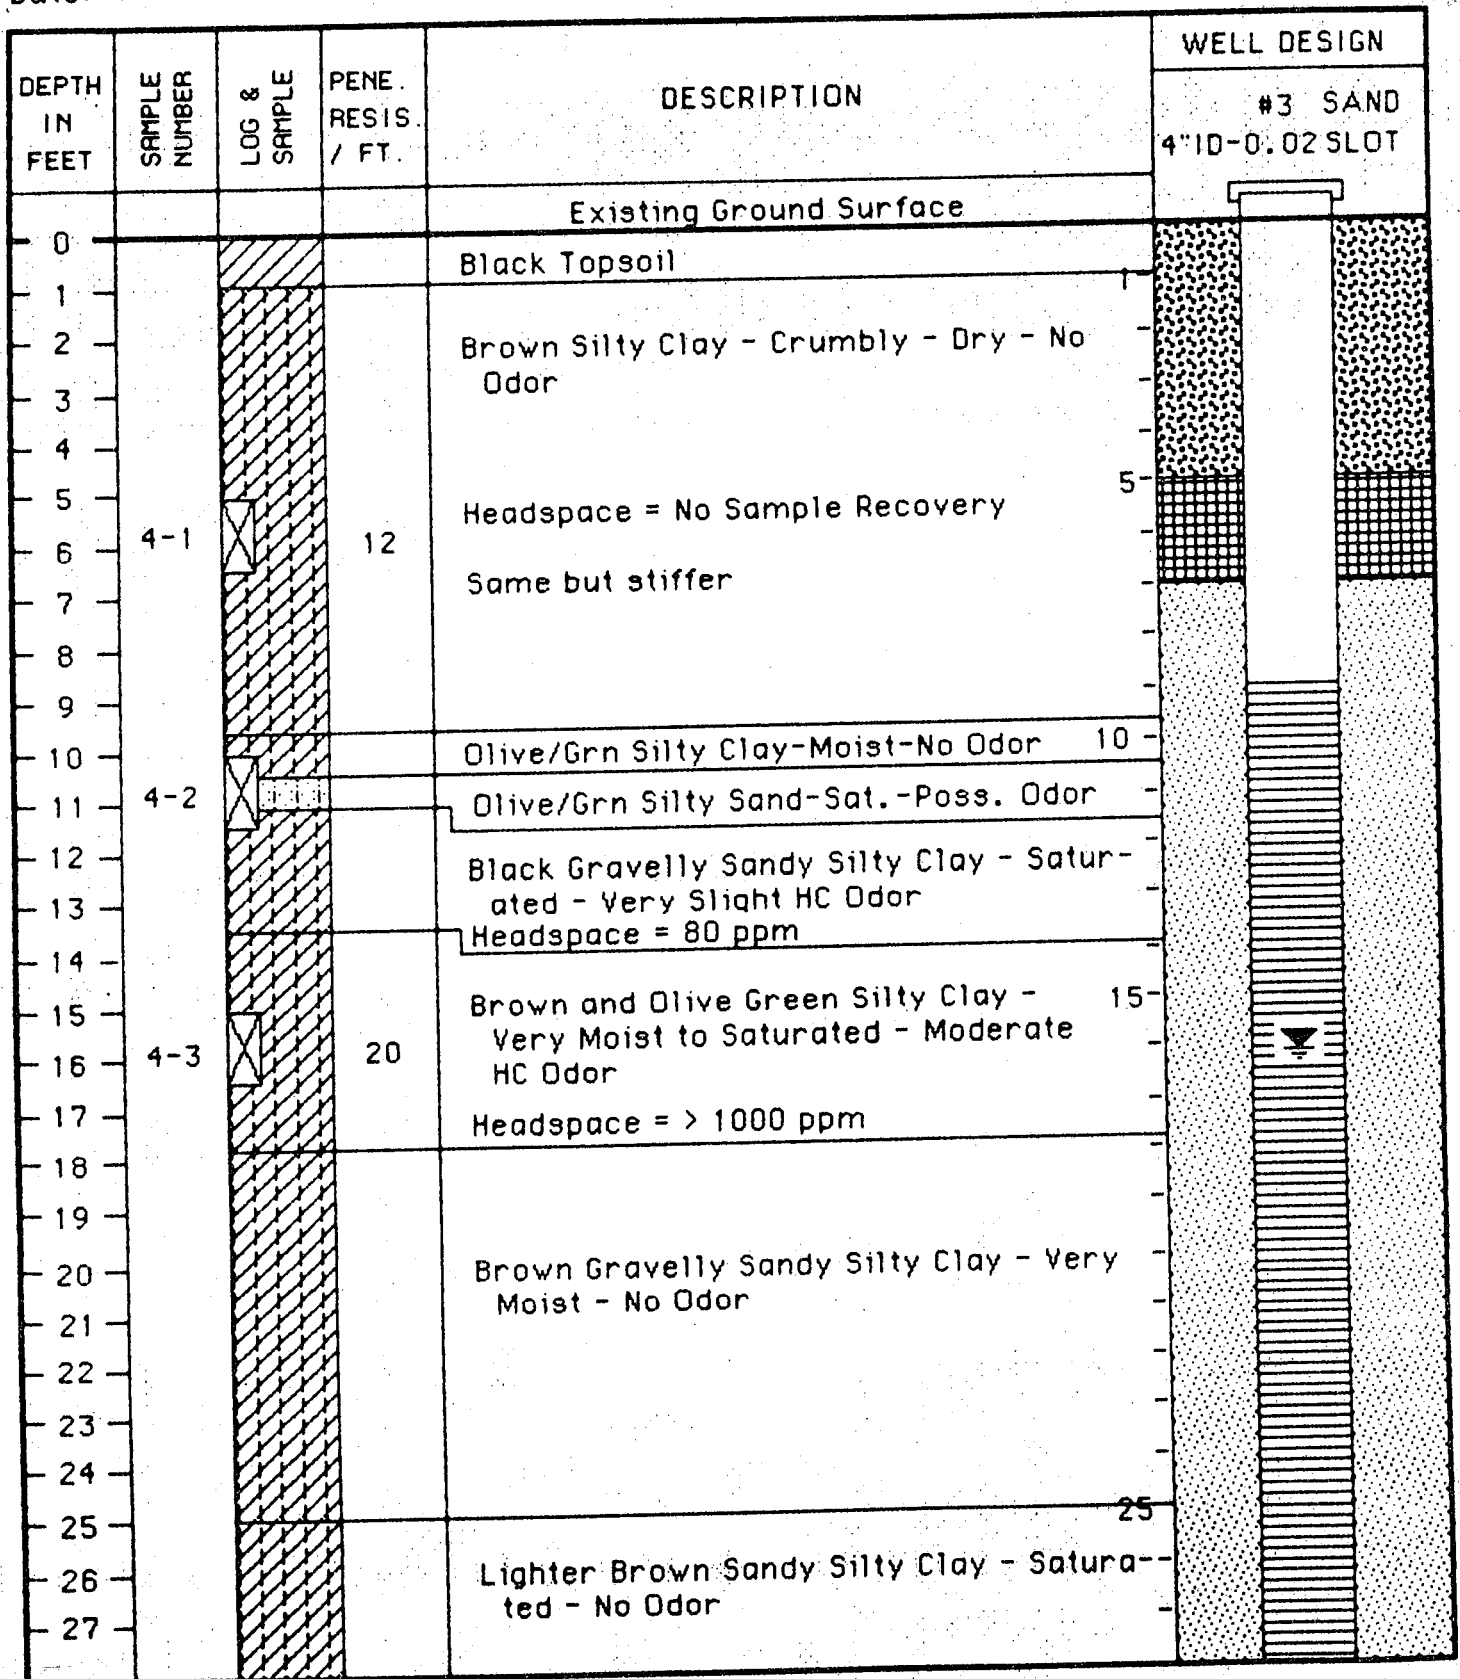 DEPTH
IN
FEET
SAMPLE
NUMBER
LOG &
SAMPLE
PENE.
RESIS.
/ FT.
DESCRIPTION
WELL DESIGN
#3 SAND
4"ID-0.02 SLOT
Existing Ground Surface
0
Black Topsoil
1
1
2
Brown Silty Clay - Crumbly - Dry - No
Odor
3
4
5
5
Headspace = No Sample Recovery
6
4-1
12
Same but stiffer
7
8
9
Olive/Grn Silty Clay-Moist-No Odor
10
10
4-2
Olive/Grn Silty Sand-Sat.-Poss. Odor
11
12
Black Gravelly Sandy Silty Clay - Satur-
ated - Very Slight HC Odor
13
Headspace = 80 ppm
14
Brown and Olive Green Silty Clay -
15
15
Very Moist to Saturated - Moderate
16
4-3
20
HC Odor
17
Headspace = > 1000 ppm
18
19
Brown Gravelly Sandy Silty Clay - Very
20
Moist - No Odor
21
22
23
24
25
25
Lighter Brown Sandy Silty Clay - Satura-
26
ted - No Odor
27